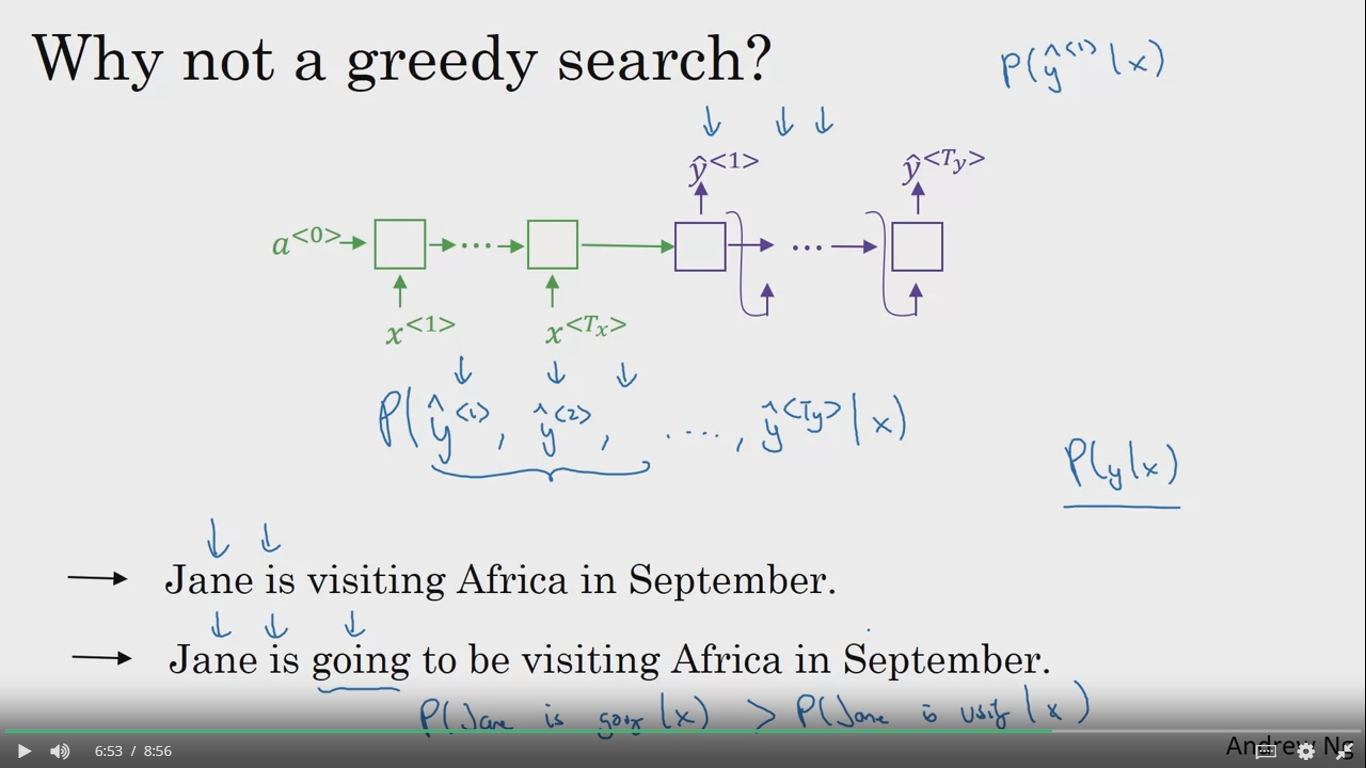 Why not a greedy search?
P(ŷ^<1> | x)
ŷ^<1> ŷ^<T_y>
a^<0> ... ...
x^<1> x^<T_x>
P(ŷ^<1>, ŷ^<2>, ....., ŷ^<Ty> | x)
P(y|x)
→ Jane is visiting Africa in September.
→ Jane is going to be visiting Africa in September.
P(Jane is going | x) > P(Jane is visiting | x)
6:53 / 8:56
Andrew Ng